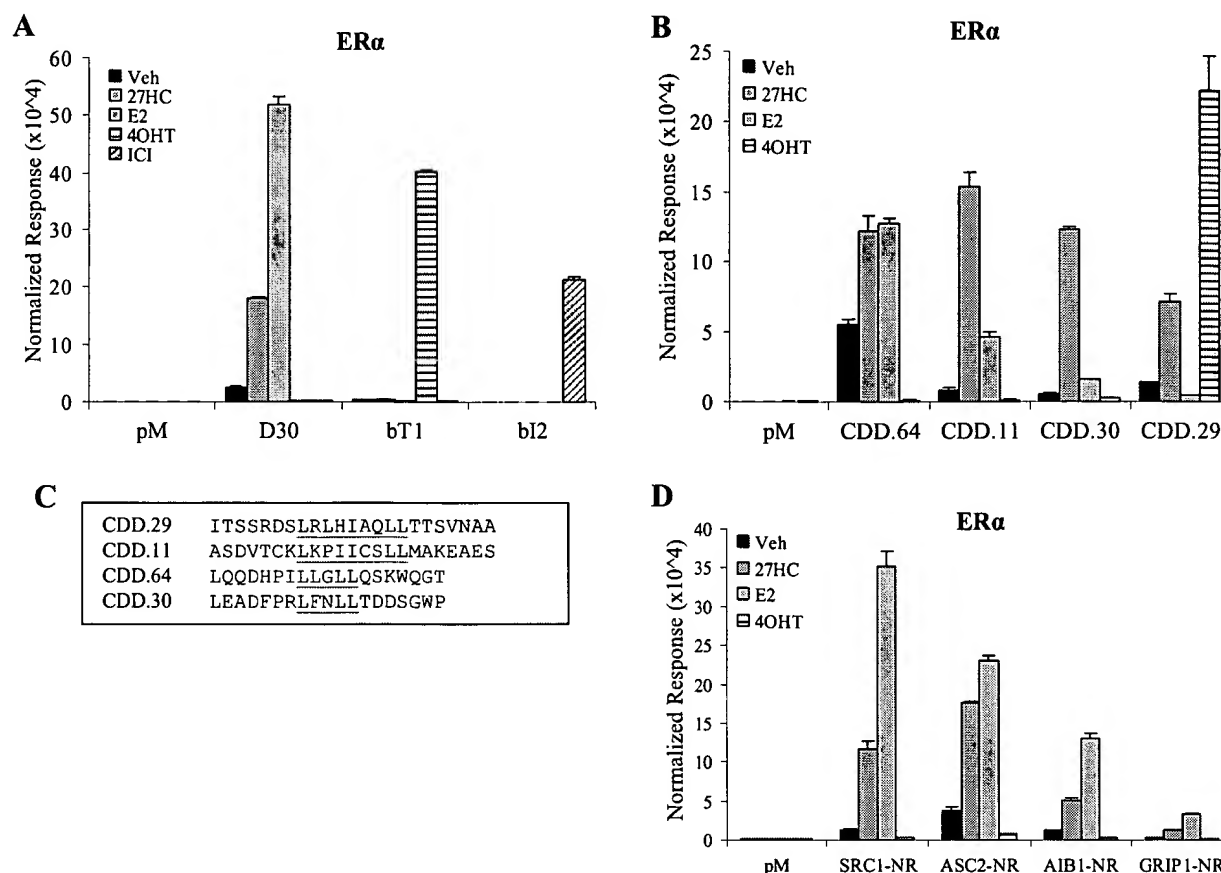 A
ERα
Normalized Response (x10^4)
60
50
40
30
20
10
0
Veh
27HC
E2
4OHT
ICI
pM D30 bT1 bI2
B
ERα
Normalized Response (x10^4)
25
20
15
10
5
0
Veh
27HC
E2
4OHT
pM CDD.64 CDD.11 CDD.30 CDD.29
C
CDD.29 ITSSRDSLRLHIAQLLTTSVNAA
CDD.11 ASDVTCKLKPIICSLLMAKEAES
CDD.64 LQQDHPILLGLLQSKWQGT
CDD.30 LEADFPRLFNLLTDDSGWP
D
ERα
Normalized Response (x10^4)
40
35
30
25
20
15
10
5
0
Veh
27HC
E2
4OHT
pM SRC1-NR ASC2-NR AIB1-NR GRIP1-NR